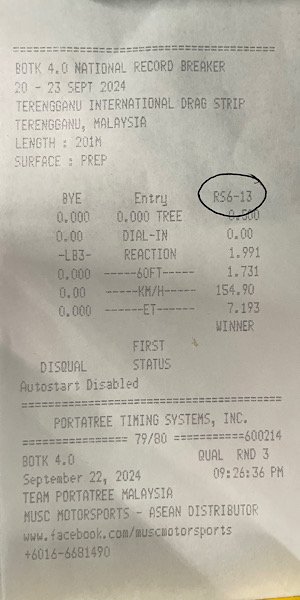 BOTK 4.0 NATIONAL RECORD BREAKER
20 - 23 SEPT 2024
TERENGGANU INTERNATIONAL DRAG STRIP
TERENGGANU, MALAYSIA
LENGTH : 201M
SURFACE : PREP
BYE Entry RS6-13
0.000 0.000 TREE 0.500
0.00 DIAL-IN 0.00
-LB3- REACTION 1.991
0.000 -----60FT----- 1.731
0.00 -----KM/H----- 154.90
0.000 ------ET------ 7.193
WINNER
FIRST
DISQUAL STATUS
Autostart Disabled
PORTATREE TIMING SYSTEMS, INC.
================ 79/80 ===========600214
BOTK 4.0 QUAL RND 3
September 22, 2024 09:26:36 PM
TEAM PORTATREE MALAYSIA
MUSC MOTORSPORTS - ASEAN DISTRIBUTOR
www.facebook.com/muscmotorsports
+6016-6681490